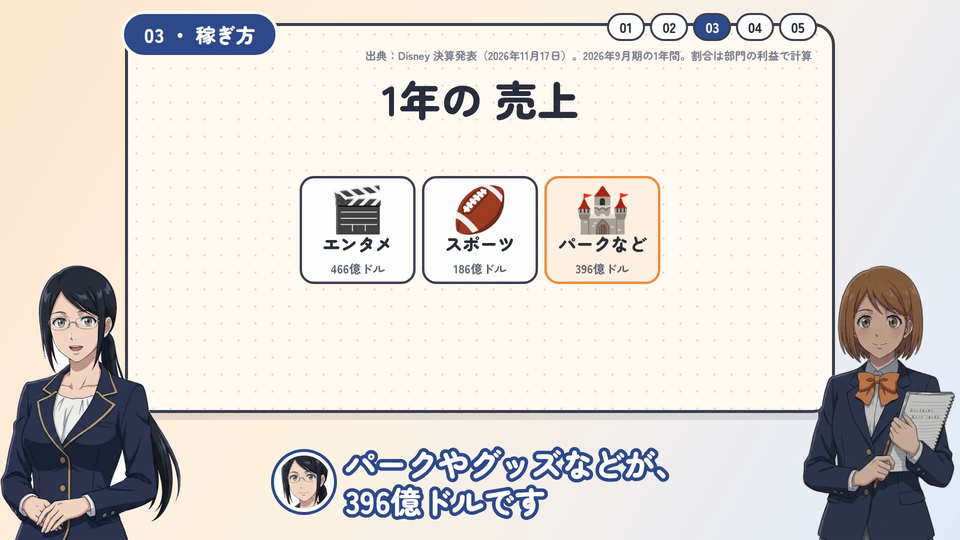 03 ・ 稼ぎ方
01 02 03 04 05
出典：Disney 決算発表（2026年11月17日）。2026年9月期の1年間。割合は部門の利益で計算
1年の 売上
エンタメ
466億ドル
スポーツ
186億ドル
パークなど
396億ドル
パークやグッズなどが、
396億ドルです